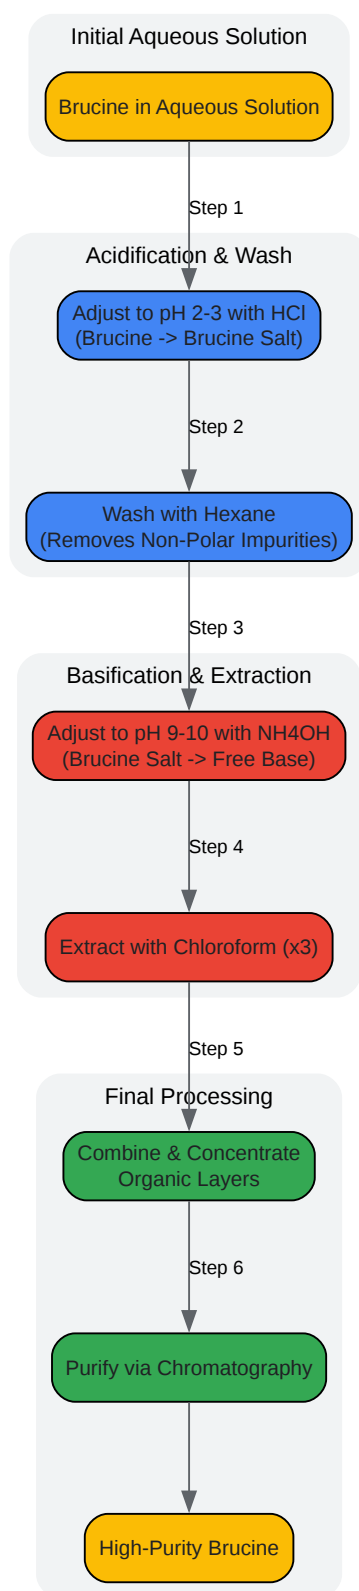 Initial Aqueous Solution
Brucine in Aqueous Solution
Step 1
Acidification & Wash
Adjust to pH 2-3 with HCl
(Brucine -> Brucine Salt)
Step 2
Wash with Hexane
(Removes Non-Polar Impurities)
Step 3
Basification & Extraction
Adjust to pH 9-10 with NH4OH
(Brucine Salt -> Free Base)
Step 4
Extract with Chloroform (x3)
Step 5
Final Processing
Combine & Concentrate
Organic Layers
Step 6
Purify via Chromatography
High-Purity Brucine